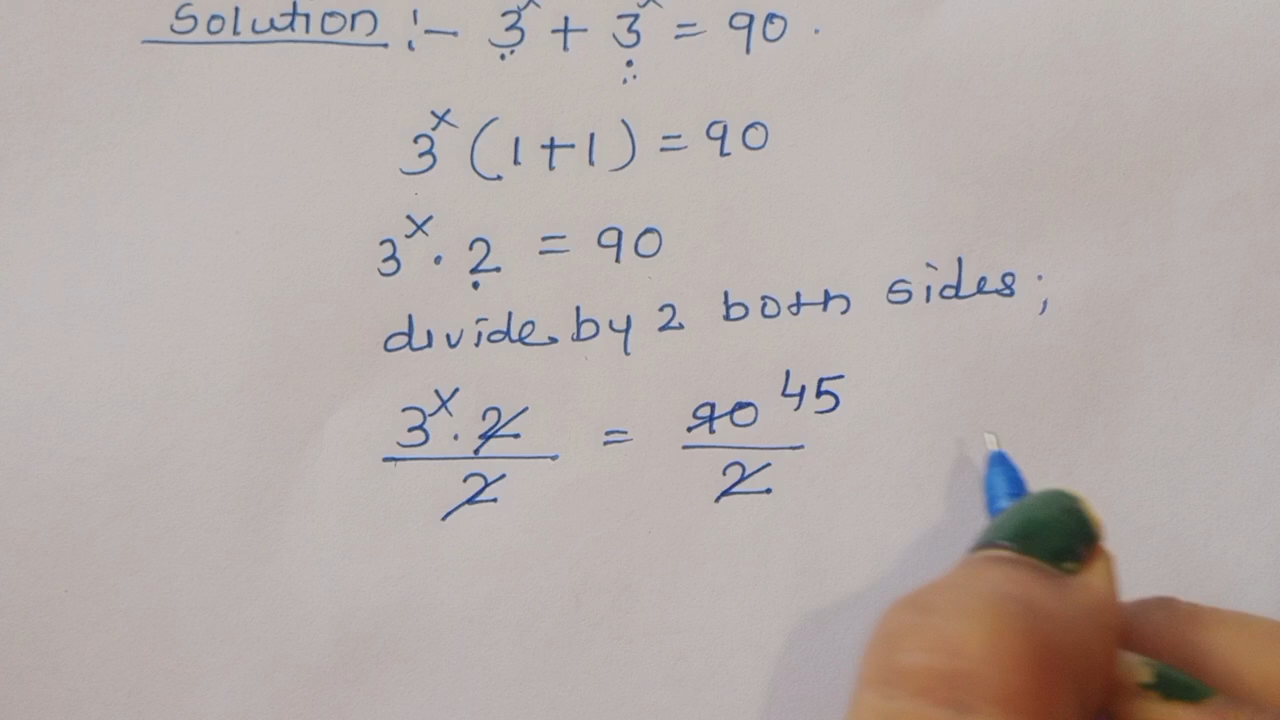 Solution :- 3^x + 3^x = 90.
3^x (1+1) = 90
3^x . 2 = 90
divide by 2 both sides;
3^x . 2 / 2 = 90 / 2 45